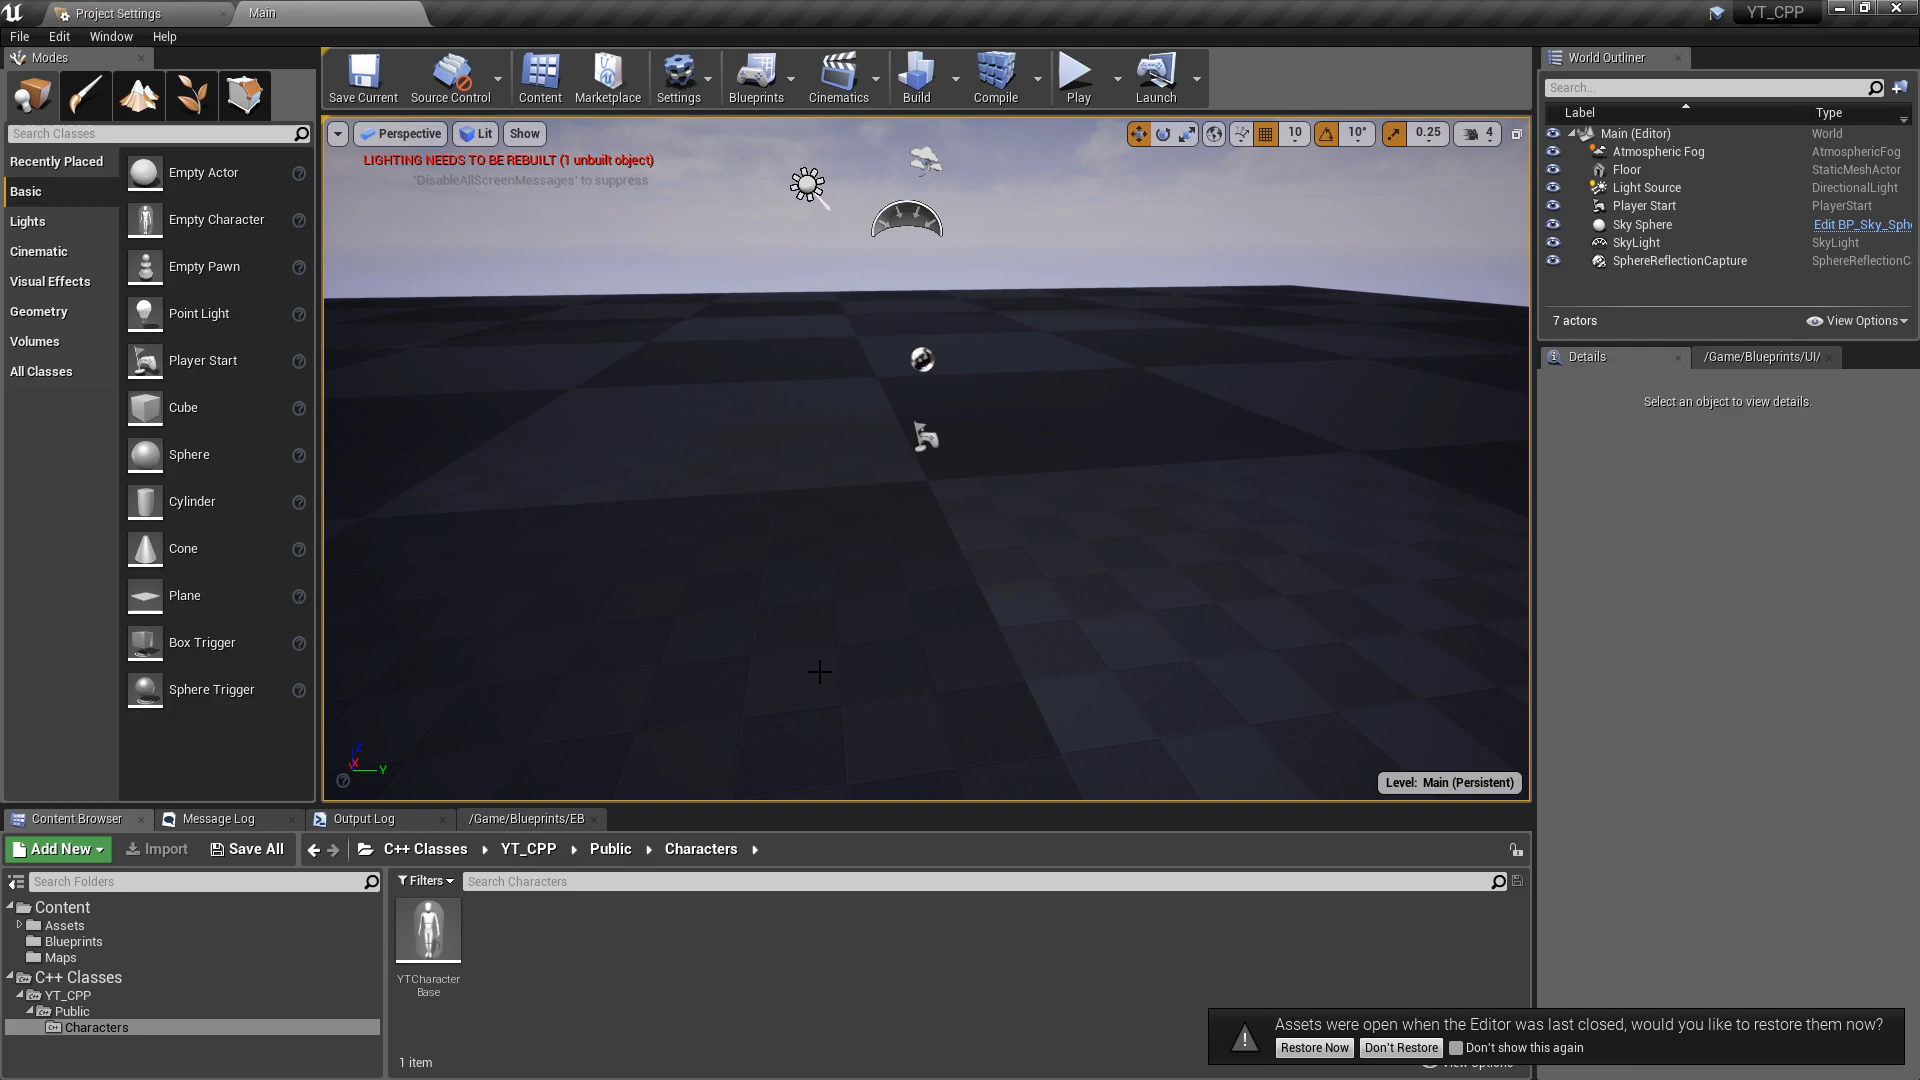 Project Settings
Main
YT_CPP
File
Edit
Window
Help
Modes
Search Classes
Recently Placed
Basic
Lights
Cinematic
Visual Effects
Geometry
Volumes
All Classes
Empty Actor
Empty Character
Empty Pawn
Point Light
Player Start
Cube
Sphere
Cylinder
Cone
Plane
Box Trigger
Sphere Trigger
Save Current
Source Control
Content
Marketplace
Settings
Blueprints
Cinematics
Build
Compile
Play
Launch
Perspective
Lit
Show
10
10°
0.25
4
LIGHTING NEEDS TO BE REBUILT (1 unbuilt object)
'DisableAllScreenMessages' to suppress
Z
X
Y
Level: Main (Persistent)
World Outliner
Search...
Label
Type
Main (Editor)
World
Atmospheric Fog
AtmosphericFog
Floor
StaticMeshActor
Light Source
DirectionalLight
Player Start
PlayerStart
Sky Sphere
Edit BP_Sky_Sph
SkyLight
SkyLight
SphereReflectionCapture
SphereReflectionC
7 actors
View Options
Details
/Game/Blueprints/UI/
Select an object to view details.
Content Browser
Message Log
Output Log
/Game/Blueprints/EB
Add New
Import
Save All
C++ Classes
YT_CPP
Public
Characters
Search Folders
Content
Assets
Blueprints
Maps
C++ Classes
YT_CPP
Public
Characters
Filters
Search Characters
YTCharacter
Base
1 item
Assets were open when the Editor was last closed, would you like to restore them now?
Restore Now
Don't Restore
Don't show this again